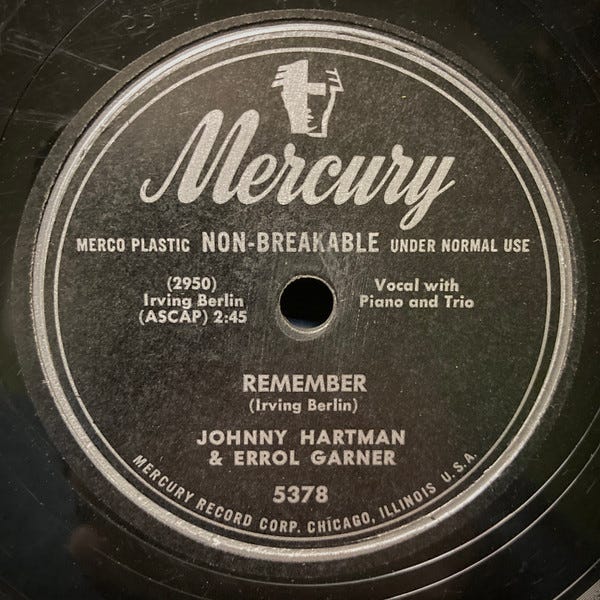 Mercury
MERCO PLASTIC NON-BREAKABLE UNDER NORMAL USE
(2950)
Irving Berlin
(ASCAP) 2:45
Vocal with
Piano and Trio
REMEMBER
(Irving Berlin)
JOHNNY HARTMAN
& ERROL GARNER
5378
MERCURY RECORD CORP. CHICAGO, ILLINOIS U.S.A.